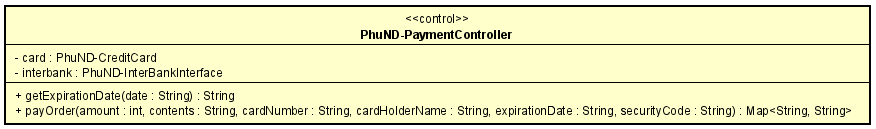 <<control>>
PhuND-PaymentController
- card : PhuND-CreditCard
- interbank : PhuND-InterBankInterface
+ getExpirationDate(date : String) : String
+ payOrder(amount : int, contents : String, cardNumber : String, cardHolderName : String, expirationDate : String, securityCode : String) : Map<String, String>